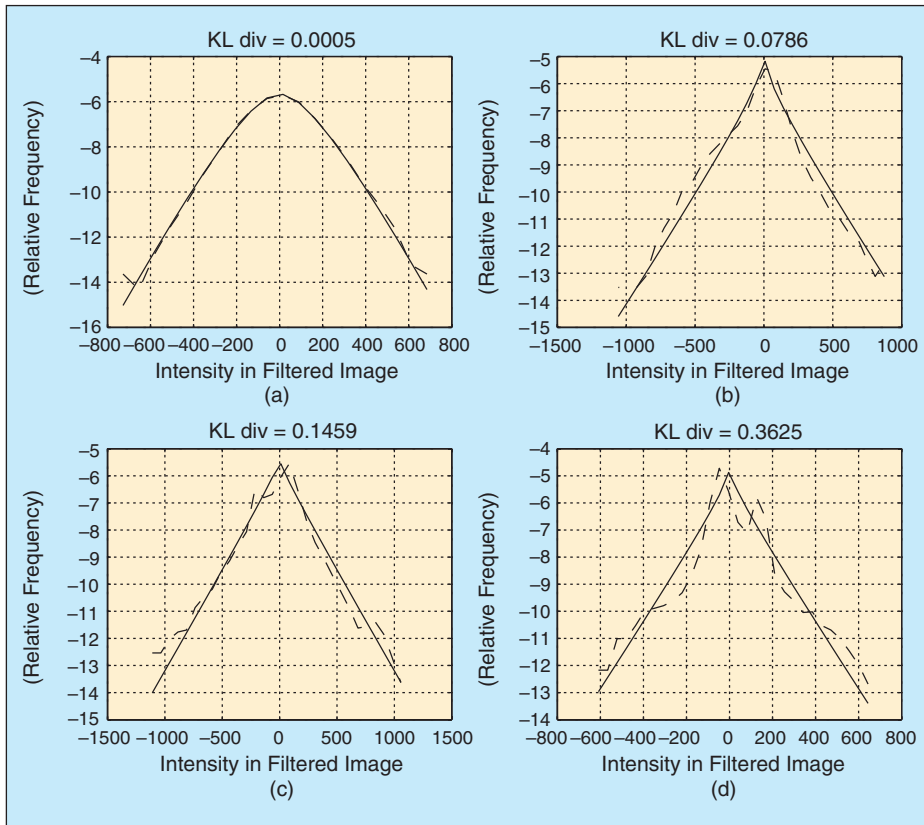 KL div = 0.0005
–4
–6
–8
–10
–12
–14
–16
–800 –600 –400 –200 0 200 400 600 800
(Relative Frequency)
Intensity in Filtered Image
(a)
KL div = 0.0786
–5
–6
–7
–8
–9
–10
–11
–12
–13
–14
–15
–1500 –1000 –500 0 500 1000
(Relative Frequency)
Intensity in Filtered Image
(b)
KL div = 0.1459
–5
–6
–7
–8
–9
–10
–11
–12
–13
–14
–15
–1500 –1000 –500 0 500 1000 1500
(Relative Frequency)
Intensity in Filtered Image
(c)
KL div = 0.3625
–4
–5
–6
–7
–8
–9
–10
–11
–12
–13
–14
–800 –600 –400 –200 0 200 400 600 800
(Relative Frequency)
Intensity in Filtered Image
(d)